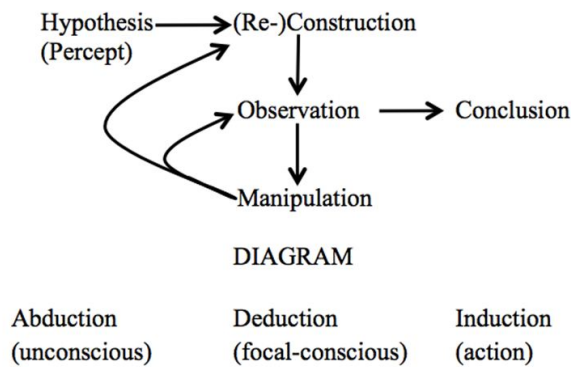 Hypothesis (Re-)Construction
(Percept)
Observation Conclusion
Manipulation
DIAGRAM
Abduction Deduction Induction
(unconscious) (focal-conscious) (action)